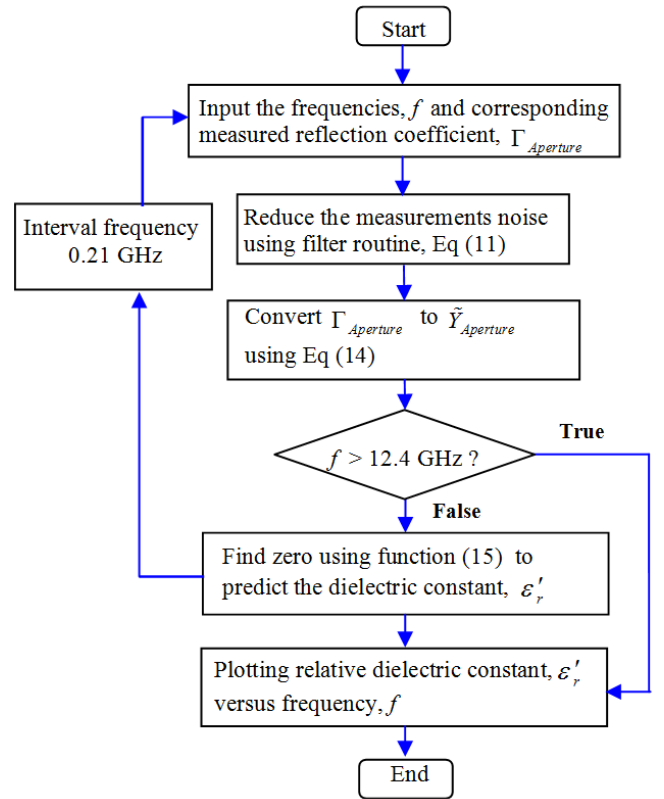 Start
Input the frequencies, f and corresponding
measured reflection coefficient, Γ_Aperture
Interval frequency
0.21 GHz
Reduce the measurements noise
using filter routine, Eq (11)
Convert Γ_Aperture to Ỹ_Aperture
using Eq (14)
True
f > 12.4 GHz ?
False
Find zero using function (15) to
predict the dielectric constant, ε′_r
Plotting relative dielectric constant, ε′_r
versus frequency, f
End